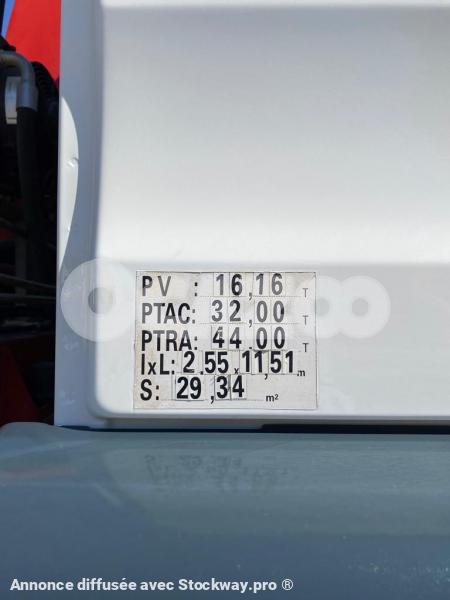 PV : 16,16 T
PTAC: 32,00 T
PTRA: 44.00 T
IxL: 2.55 x 11,51 m
S: 29,34 m²
Annonce diffusée avec Stockway.pro ®